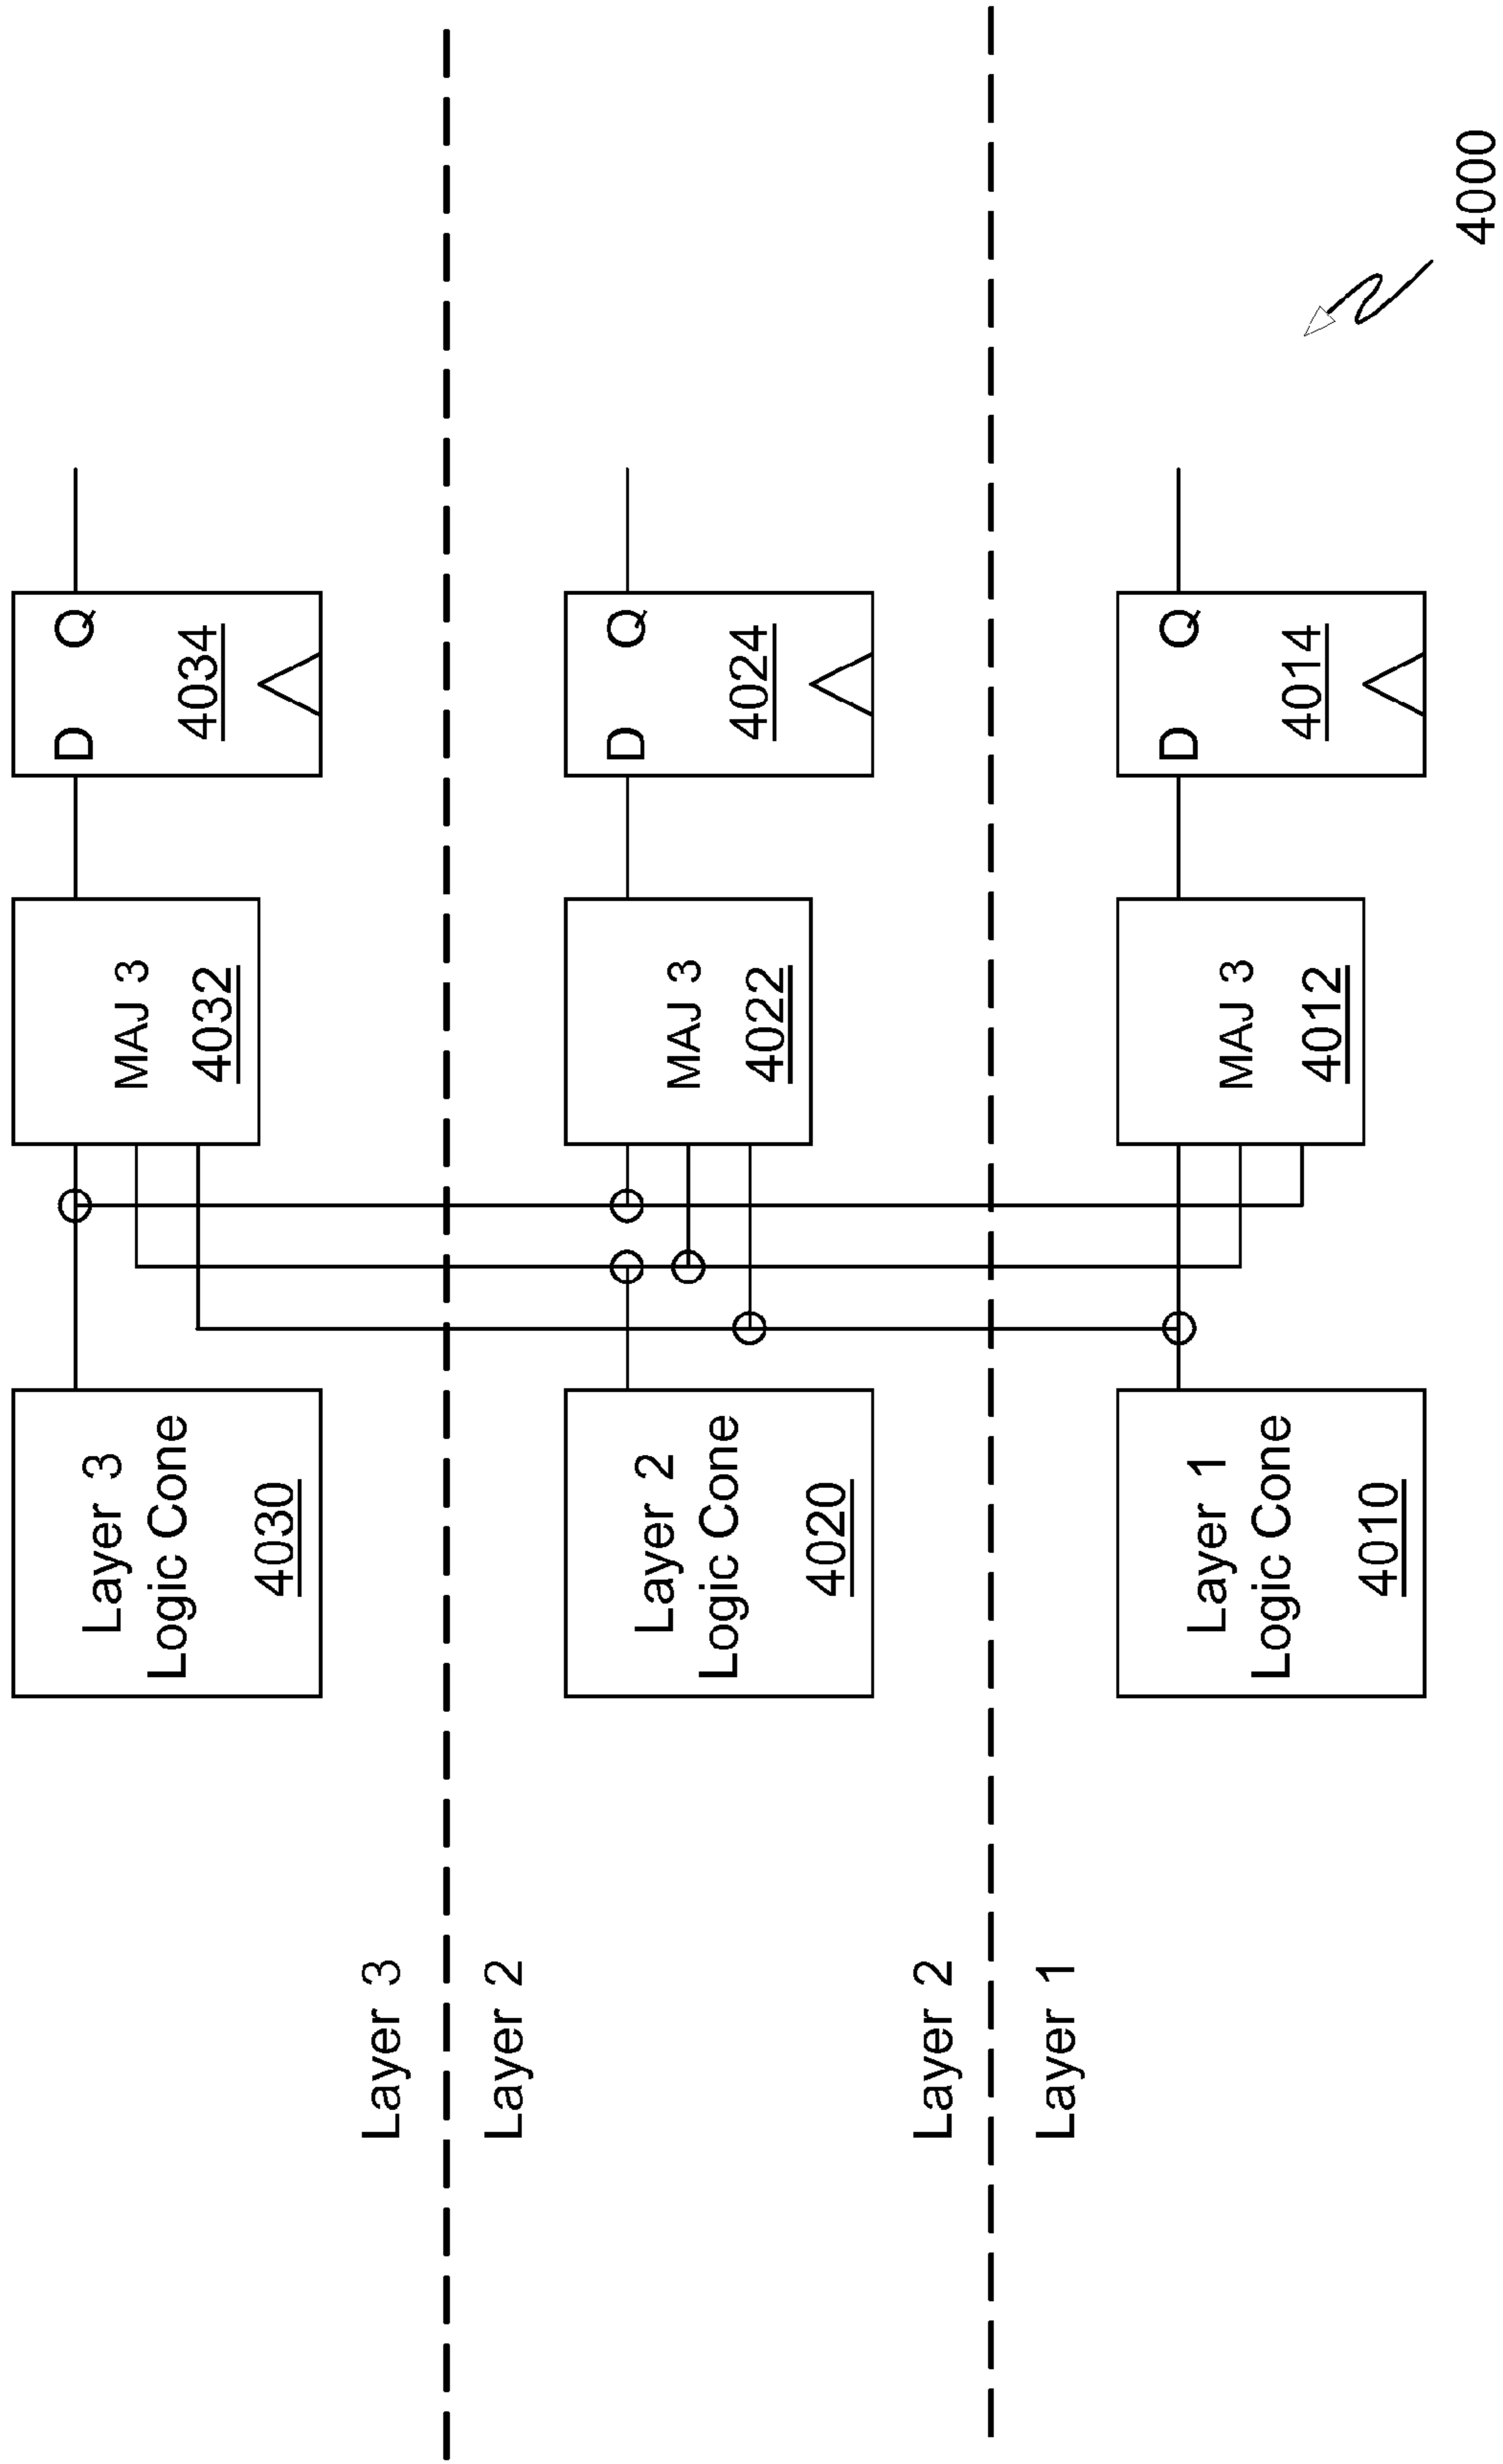 Layer 3
Logic Cone
4030
MAJ 3
4032
D Q
4034
Layer 3
Layer 2
Layer 2
Logic Cone
4020
MAJ 3
4022
D Q
4024
Layer 2
Layer 1
Layer 1
Logic Cone
4010
MAJ 3
4012
D Q
4014
4000